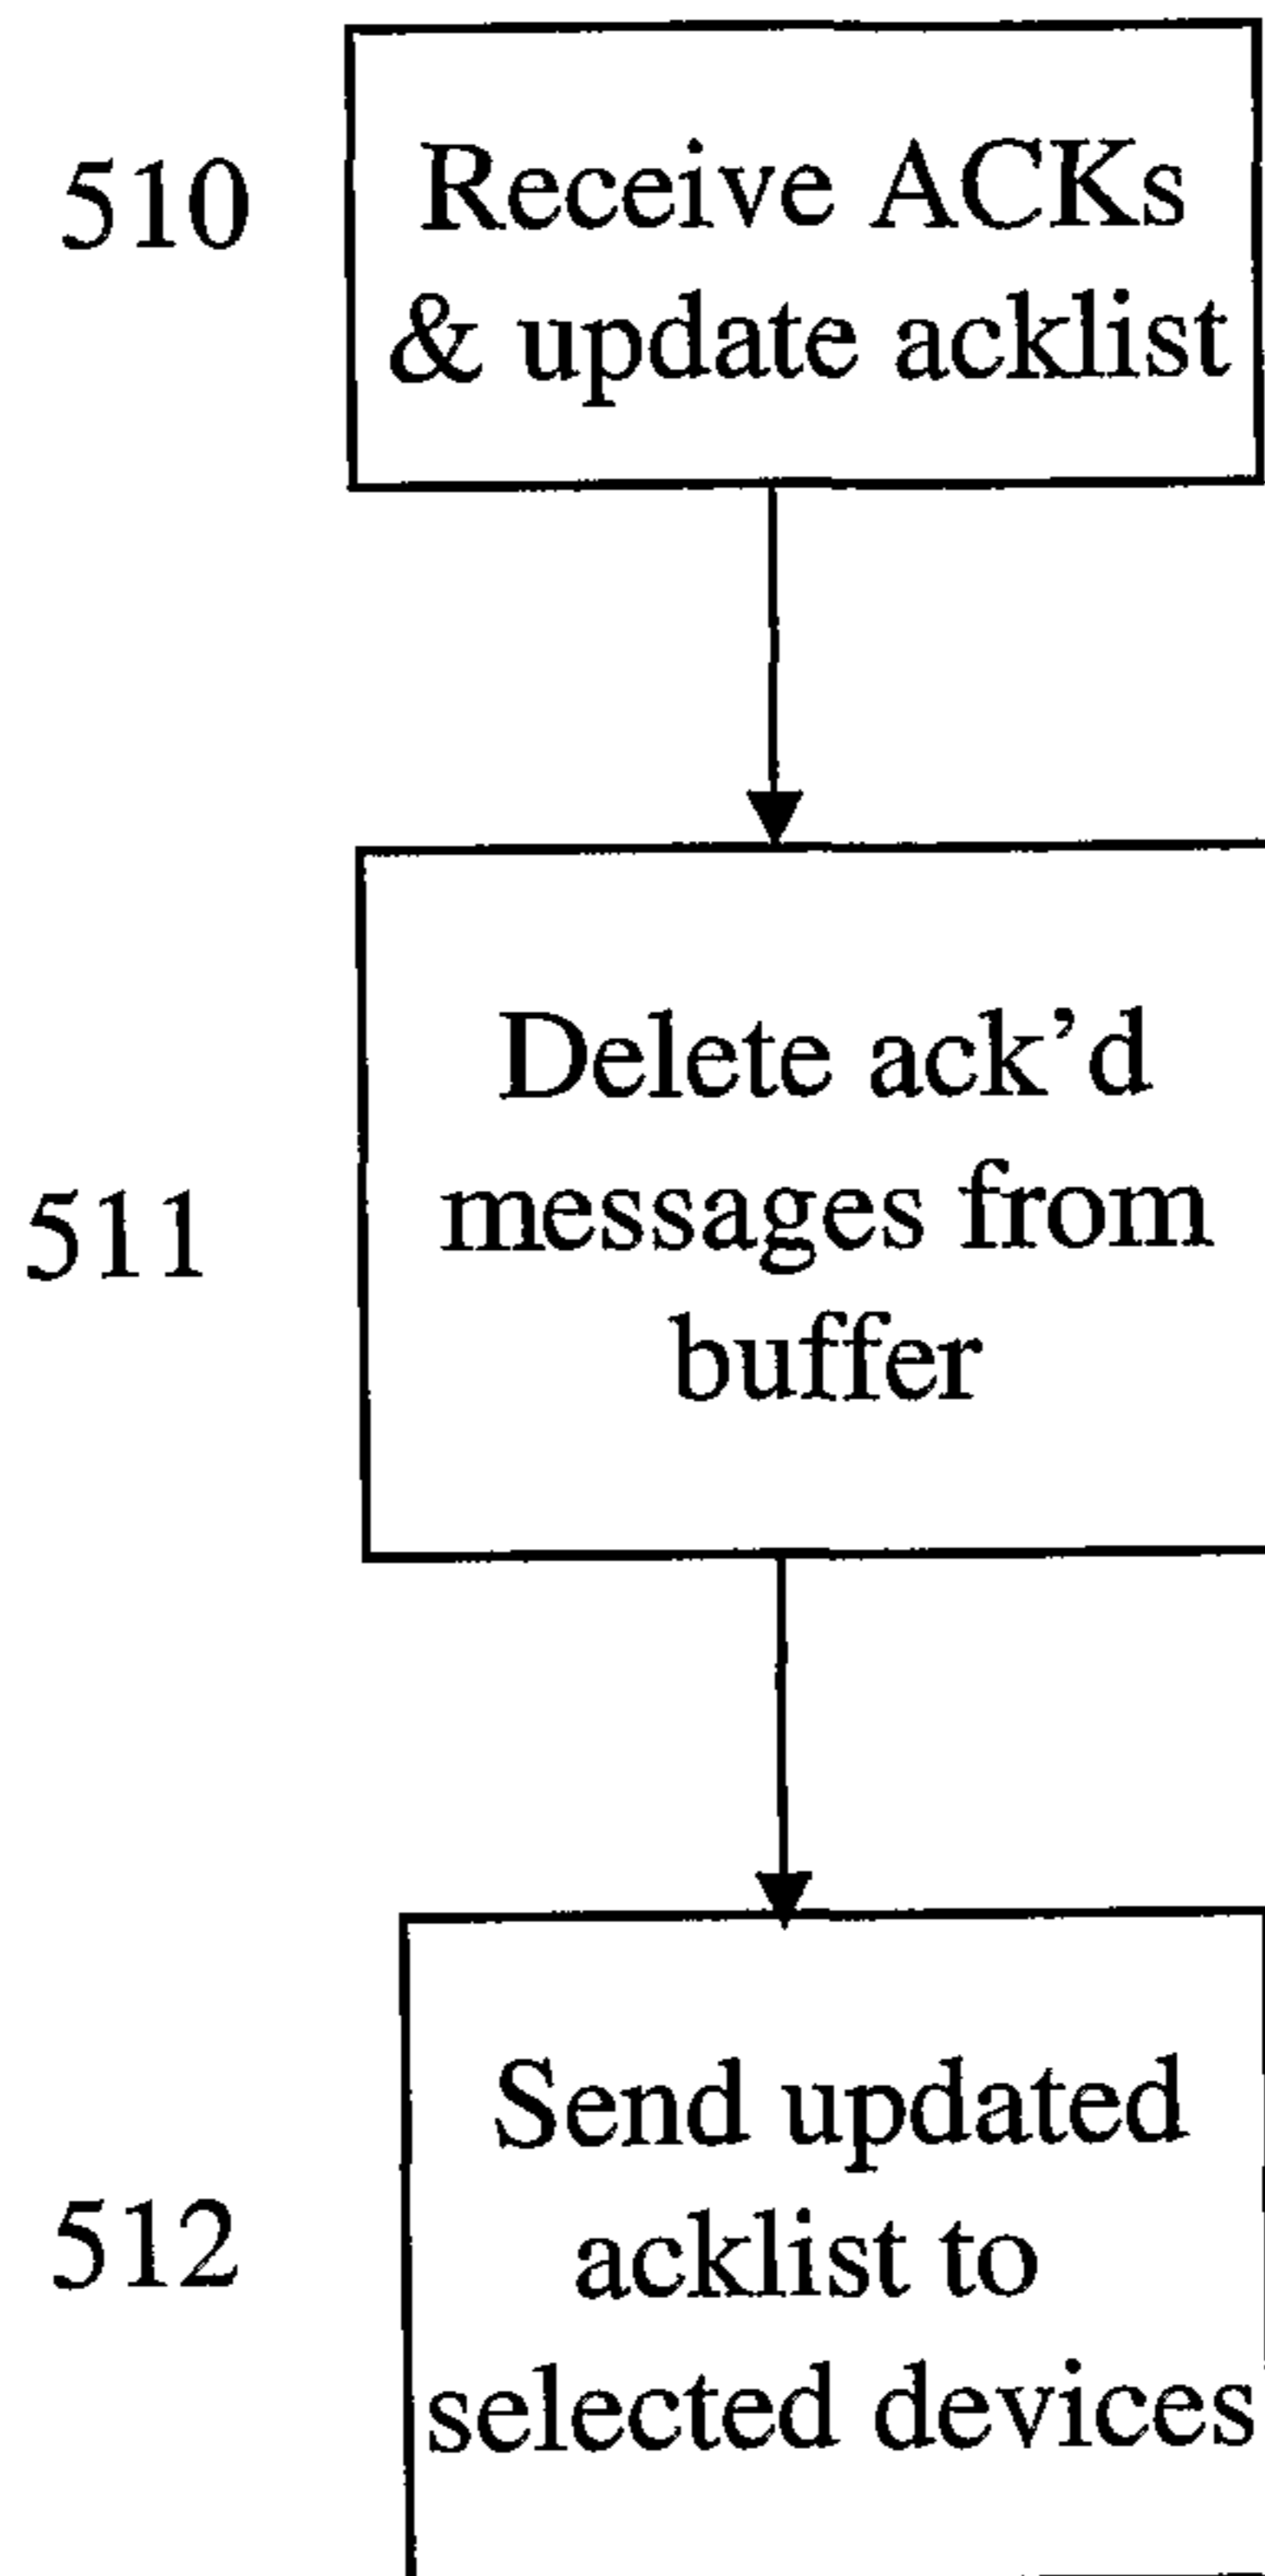 510
Receive ACKs
& update acklist
Delete ack’d
511
messages from
buffer
Send updated
512
acklist to
selected devices